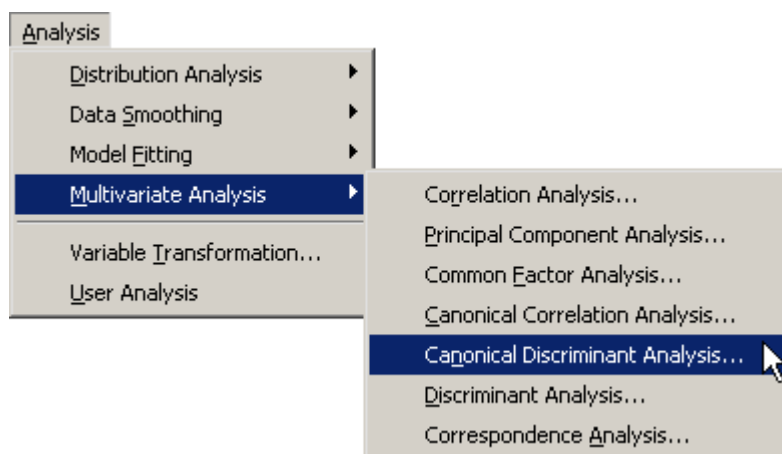 Analysis
Distribution Analysis
Data Smoothing
Model Fitting
Multivariate Analysis
Variable Transformation...
User Analysis
Correlation Analysis...
Principal Component Analysis...
Common Factor Analysis...
Canonical Correlation Analysis...
Canonical Discriminant Analysis...
Discriminant Analysis...
Correspondence Analysis...